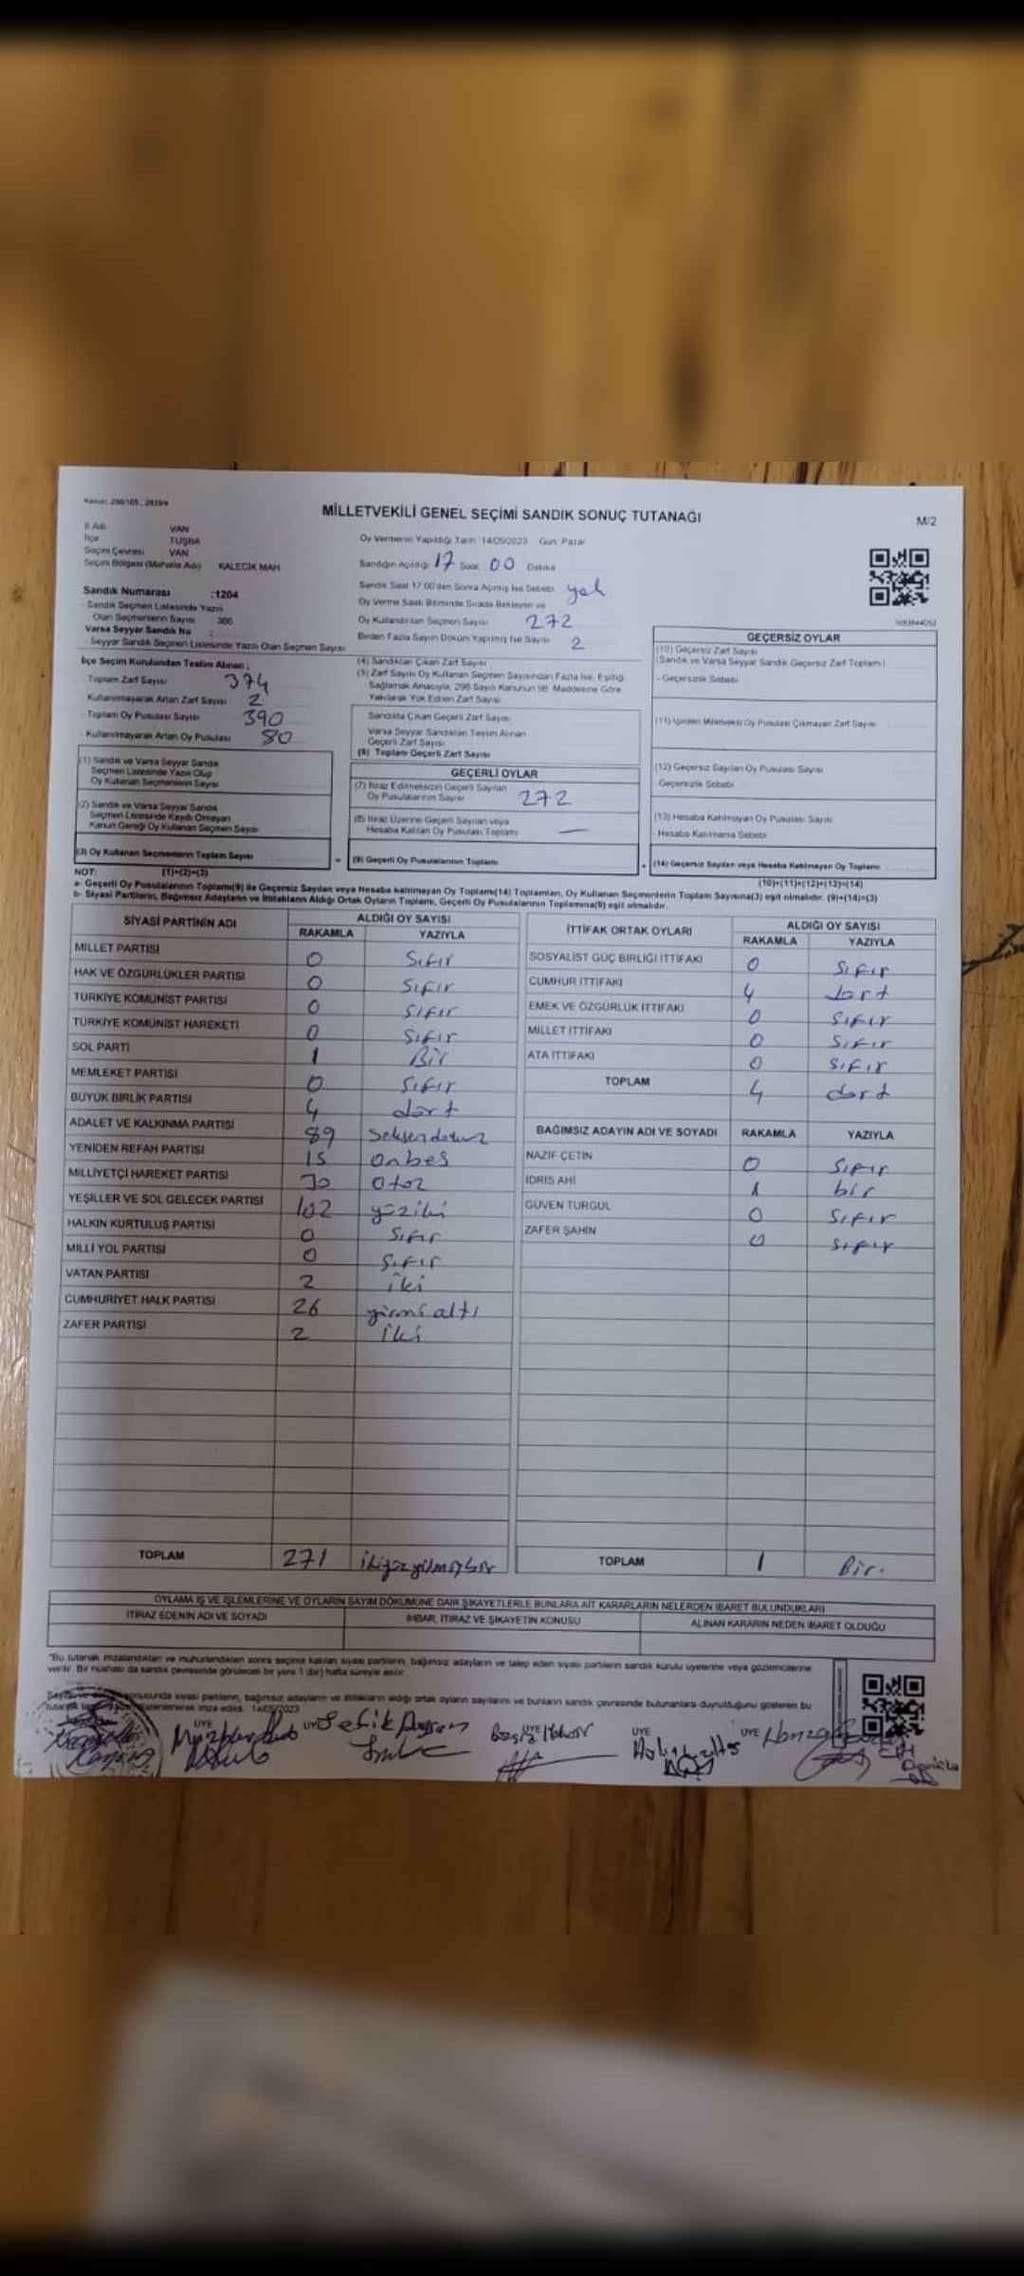 MİLLETVEKİLİ GENEL SEÇİMİ SANDIK SONUÇ TUTANAĞI
M/2
İl Adı VAN
İlçe TUŞBA
Seçim Çevresi VAN
Seçim Bölgesi (Mahalle Adı) KALECİK MAH
Sandık Numarası :1204
Sandık Seçmen Listesinde Yazılı
Olan Seçmenlerin Sayısı 366
Varsa Seyyar Sandık No :
Seyyar Sandık Seçmen Listesinde Yazılı Olan Seçmen Sayısı
Oy Vermenin Yapıldığı Tarih :14/05/2023 Gün: Pazar
Sandığın Açıldığı 17 Saat 00 Dakika
Sandık Saat 17.00'den Sonra Açılmış İse Sebebi yok
Oy Verme Saati Bitiminde Sırada Bekleyen ve
Oy Kullandırılan Seçmen Sayısı 272
Birden Fazla Sayım Döküm Yapılmış İse Sayısı 2
İlçe Seçim Kurulundan Teslim Alınan ;
Toplam Zarf Sayısı 374
Kullanılmayarak Artan Zarf Sayısı 2
Toplam Oy Pusulası Sayısı 390
Kullanılmayarak Artan Oy Pusulası 80
(1) Sandık ve Varsa Seyyar Sandık
Seçmen Listesinde Yazılı Olup
Oy Kullanan Seçmenlerin Sayısı
(2) Sandık ve Varsa Seyyar Sandık
Seçmen Listesinde Kayıtlı Olmayan
Kanun Gereği Oy Kullanan Seçmen Sayısı
(3) Oy Kullanan Seçmenlerin Toplam Sayısı
(1)+(2)=(3)
(4) Sandıktan Çıkan Zarf Sayısı
(5) Zarf Sayısı Oy Kullanan Seçmen Sayısından Fazla İse, Eşitliği
Sağlamak Amacıyla, 298 Sayılı Kanunun 98. Maddesine Göre
Yakılarak Yok Edilen Zarf Sayısı
Sandıkta Çıkan Geçerli Zarf Sayısı
Varsa Seyyar Sandıktan Teslim Alınan
Geçerli Zarf Sayısı
(6) Toplam Geçerli Zarf Sayısı
GEÇERLİ OYLAR
(7) İtiraz Edilmeksizin Geçerli Sayılan
Oy Pusulalarının Sayısı 272
(8) İtiraz Üzerine Geçerli Sayılan veya
Hesaba Katılan Oy Pusulası Toplamı —
(9) Geçerli Oy Pusulalarının Toplamı
GEÇERSİZ OYLAR
(10) Geçersiz Zarf Sayısı
(Sandık ve Varsa Seyyar Sandık Geçersiz Zarf Toplamı)
- Geçersizlik Sebebi
(11) İçinden Milletvekili Oy Pusulası Çıkmayan Zarf Sayısı
(12) Geçersiz Sayılan Oy Pusulası Sayısı
Geçersizlik Sebebi
(13) Hesaba Katılmayan Oy Pusulası Sayısı
- Hesaba Katılmama Sebebi
(14) Geçersiz Sayılan veya Hesaba Katılmayan Oy Toplamı
(10)+(11)+(12)+(13)=(14)
NOT:
a- Geçerli Oy Pusulalarının Toplamı(9) ile Geçersiz Sayılan veya Hesaba katılmayan Oy Toplamı(14) Toplamları, Oy Kullanan Seçmenlerin Toplam Sayısına(3) eşit olmalıdır. (9)+(14)=(3)
b- Siyasi Partilerin, Bağımsız Adayların ve İttifakların Aldığı Ortak Oyların Toplamı, Geçerli Oy Pusulalarının Toplamına(9) eşit olmalıdır.
SİYASİ PARTİNİN ADI ALDIĞI OY SAYISI
RAKAMLA YAZIYLA
MİLLET PARTİSİ 0 Sıfır
HAK VE ÖZGÜRLÜKLER PARTİSİ 0 Sıfır
TÜRKİYE KOMÜNİST PARTİSİ 0 Sıfır
TÜRKİYE KOMÜNİST HAREKETİ 0 Sıfır
SOL PARTİ 1 Bir
MEMLEKET PARTİSİ 0 Sıfır
BÜYÜK BİRLİK PARTİSİ 4 dört
ADALET VE KALKINMA PARTİSİ 89 Seksendokuz
YENİDEN REFAH PARTİSİ 15 onbeş
MİLLİYETÇİ HAREKET PARTİSİ 30 Otuz
YEŞİLLER VE SOL GELECEK PARTİSİ 102 yüziki
HALKIN KURTULUŞ PARTİSİ 0 Sıfır
MİLLİ YOL PARTİSİ 0 Sıfır
VATAN PARTİSİ 2 iki
CUMHURİYET HALK PARTİSİ 26 yirmialtı
ZAFER PARTİSİ 2 iki
TOPLAM 271 ikiyüzyitmişbir
İTTİFAK ORTAK OYLARI ALDIĞI OY SAYISI
RAKAMLA YAZIYLA
SOSYALİST GÜÇ BİRLİĞİ İTTİFAKI 0 Sıfır
CUMHUR İTTİFAKI 4 dört
EMEK VE ÖZGÜRLÜK İTTİFAKI 0 Sıfır
MİLLET İTTİFAKI 0 Sıfır
ATA İTTİFAKI 0 Sıfır
TOPLAM 4 dört
BAĞIMSIZ ADAYIN ADI VE SOYADI RAKAMLA YAZIYLA
NAZİF ÇETİN 0 Sıfır
İDRİS AHİ 1 bir
GÜVEN TURGUL 0 Sıfır
ZAFER ŞAHİN 0 Sıfır
TOPLAM 1 Bir.
OYLAMA İŞ VE İŞLEMLERİNE VE OYLARIN SAYIM DÖKÜMÜNE DAİR ŞİKAYETLERLE BUNLARA AİT KARARLARIN NELERDEN İBARET BULUNDUKLARI
İTİRAZ EDENİN ADI VE SOYADI İHBAR, İTİRAZ VE ŞİKAYETİN KONUSU ALINAN KARARIN NEDEN İBARET OLDUĞU
"Bu tutanak imzalandıktan ve mühürlendikten sonra seçime katılan siyasi partilerin, bağımsız adayların ve talep eden siyasi partilerin sandık kurulu üyelerine veya gözlemcilerine
verilir. Bir nüshası da sandık çevresinde görülecek bir yere 1 (bir) hafta süreyle asılır.
siyasi partilerin, bağımsız adayların ve ittifakların aldığı ortak oyların sayılarını ve bunların sandık çevresinde bulunanlara duyrulduğunu gösteren bu
imza edildi. 14/05/2023
ÜYE ÜYE ÜYE ÜYE ÜYE